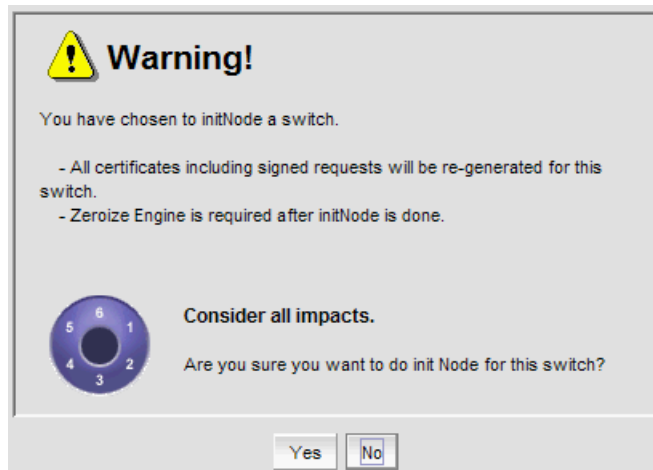 Warning!
You have chosen to initNode a switch.
- All certificates including signed requests will be re-generated for this
switch.
- Zeroize Engine is required after initNode is done.
6
5 1
4 2
3
Consider all impacts.
Are you sure you want to do init Node for this switch?
Yes No